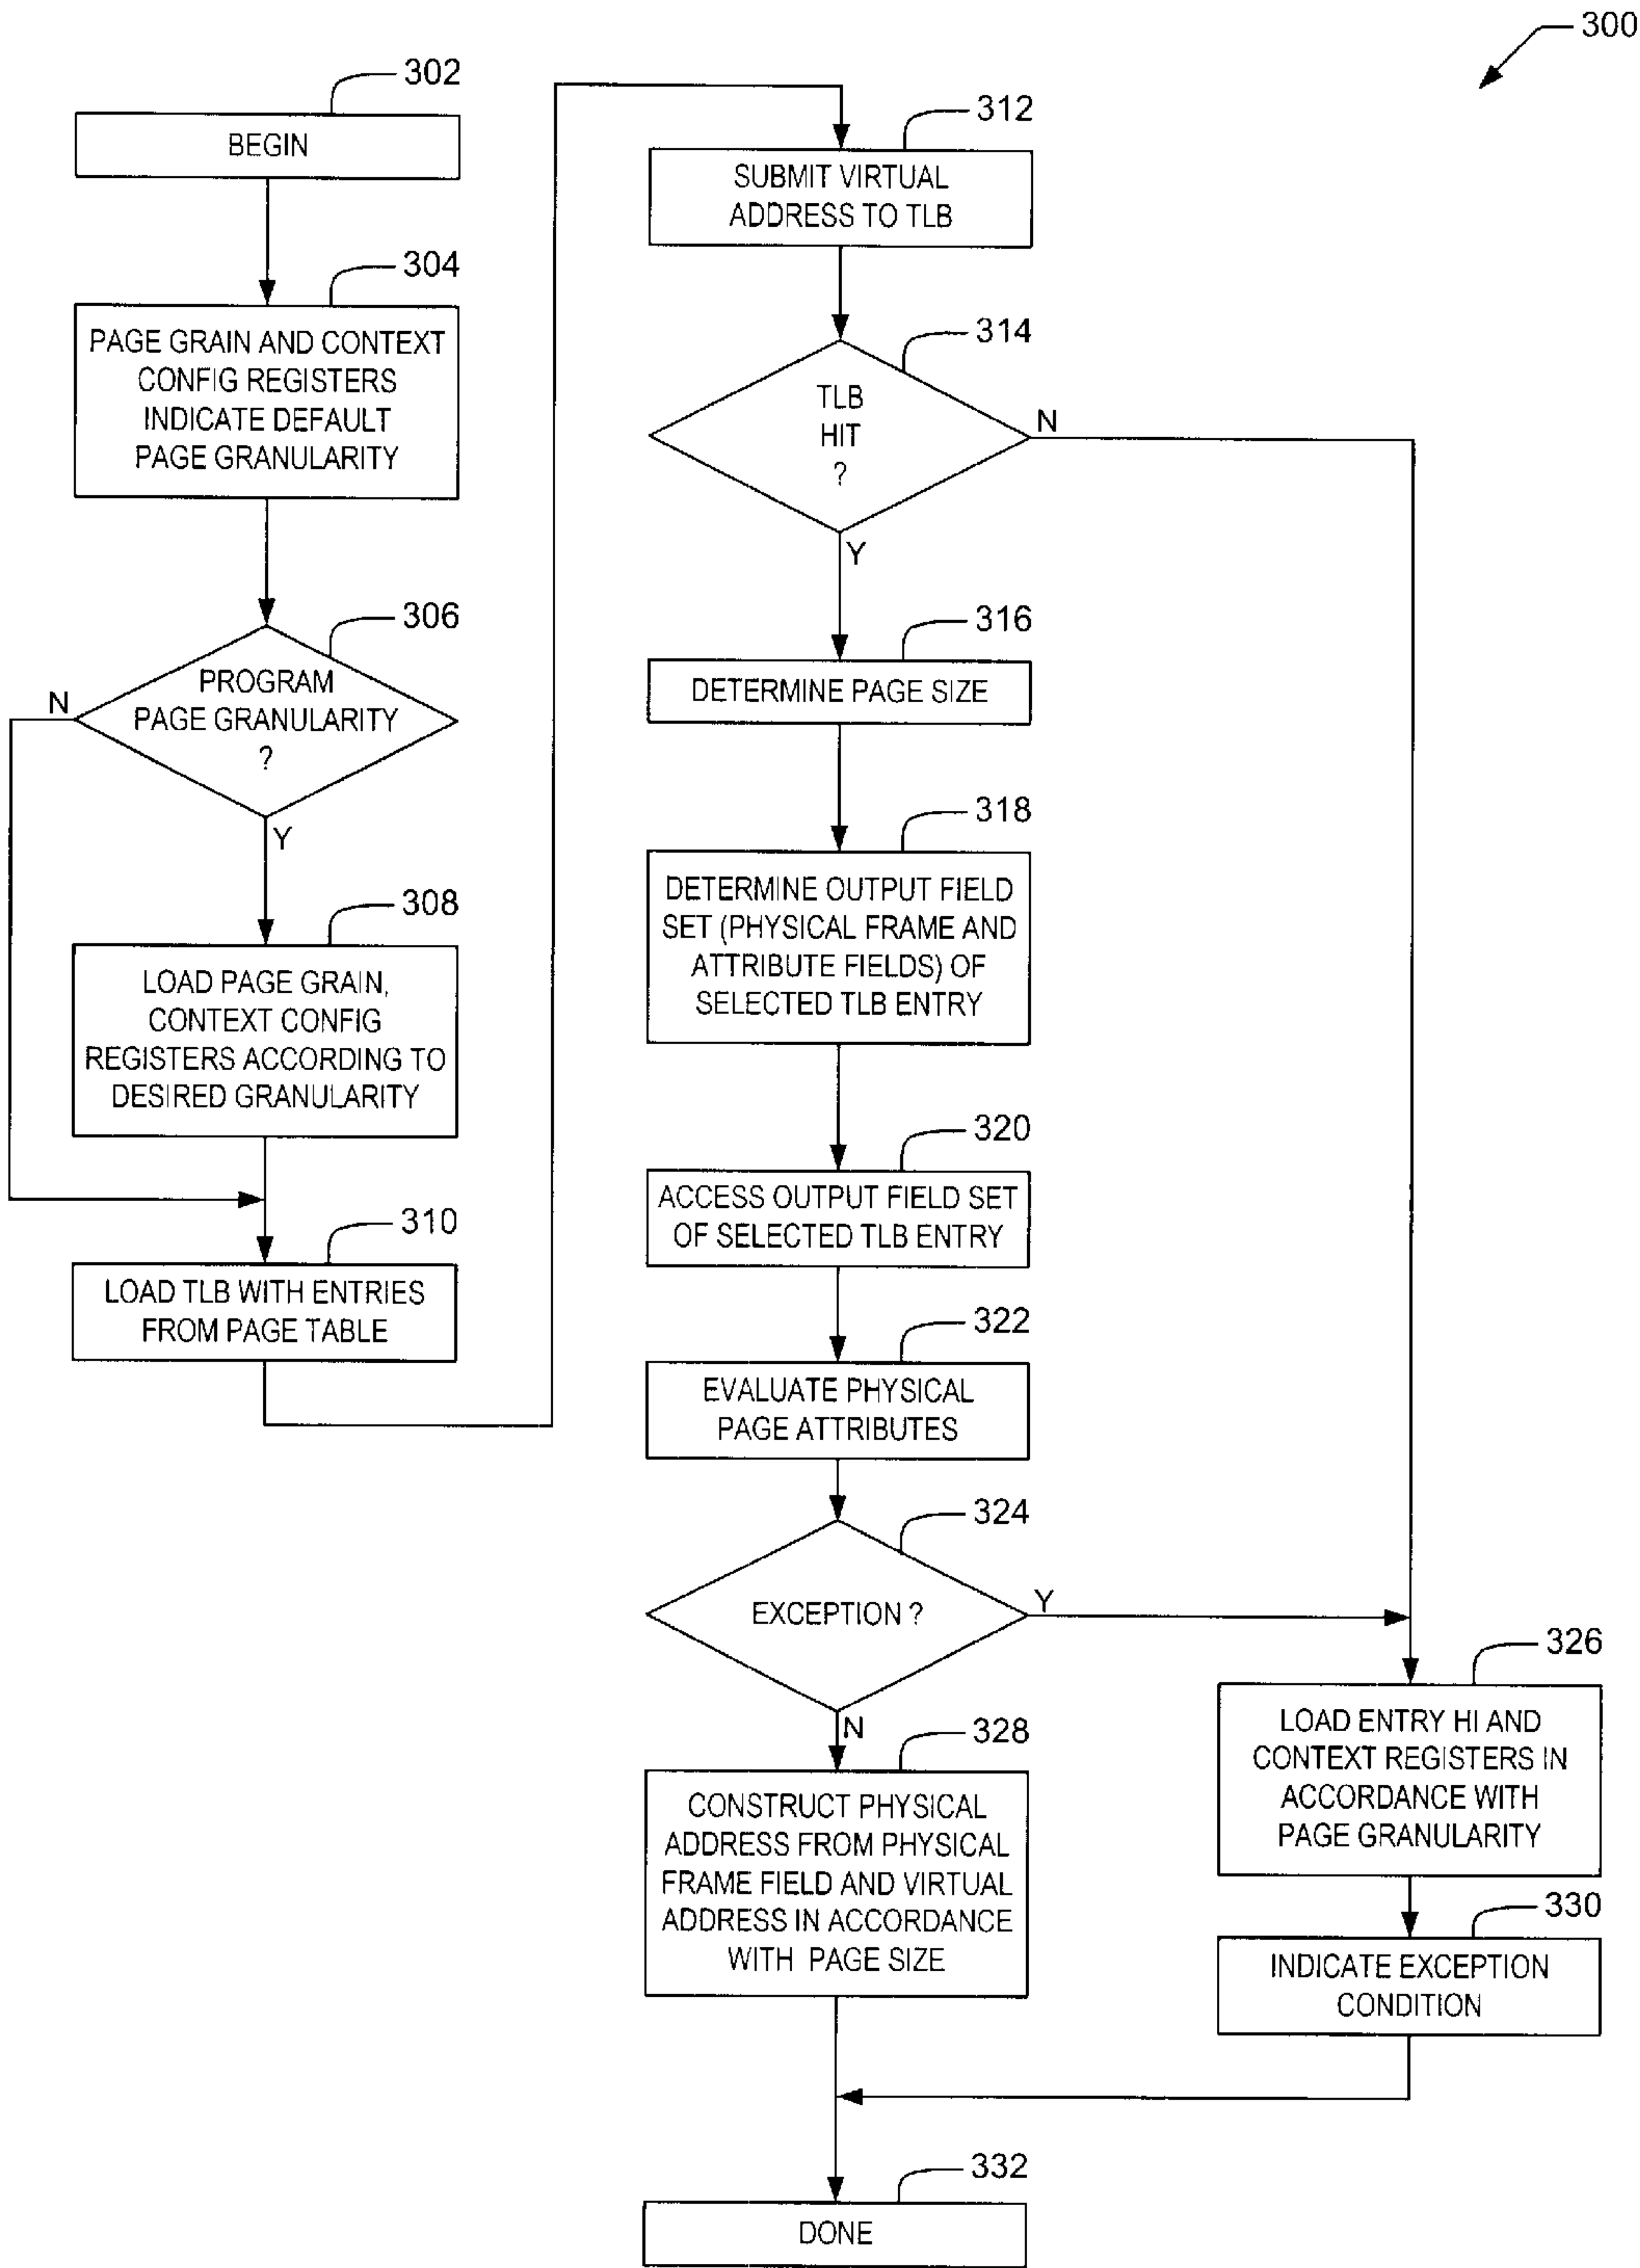 300
302
BEGIN
304
PAGE GRAIN AND CONTEXT
CONFIG REGISTERS
INDICATE DEFAULT
PAGE GRANULARITY
306
PROGRAM
PAGE GRANULARITY
?
N
Y
308
LOAD PAGE GRAIN,
CONTEXT CONFIG
REGISTERS ACCORDING TO
DESIRED GRANULARITY
310
LOAD TLB WITH ENTRIES
FROM PAGE TABLE
312
SUBMIT VIRTUAL
ADDRESS TO TLB
314
TLB
HIT
?
N
Y
316
DETERMINE PAGE SIZE
318
DETERMINE OUTPUT FIELD
SET (PHYSICAL FRAME AND
ATTRIBUTE FIELDS) OF
SELECTED TLB ENTRY
320
ACCESS OUTPUT FIELD SET
OF SELECTED TLB ENTRY
322
EVALUATE PHYSICAL
PAGE ATTRIBUTES
324
EXCEPTION ?
Y
N
326
LOAD ENTRY HI AND
CONTEXT REGISTERS IN
ACCORDANCE WITH
PAGE GRANULARITY
328
CONSTRUCT PHYSICAL
ADDRESS FROM PHYSICAL
FRAME FIELD AND VIRTUAL
ADDRESS IN ACCORDANCE
WITH PAGE SIZE
330
INDICATE EXCEPTION
CONDITION
332
DONE